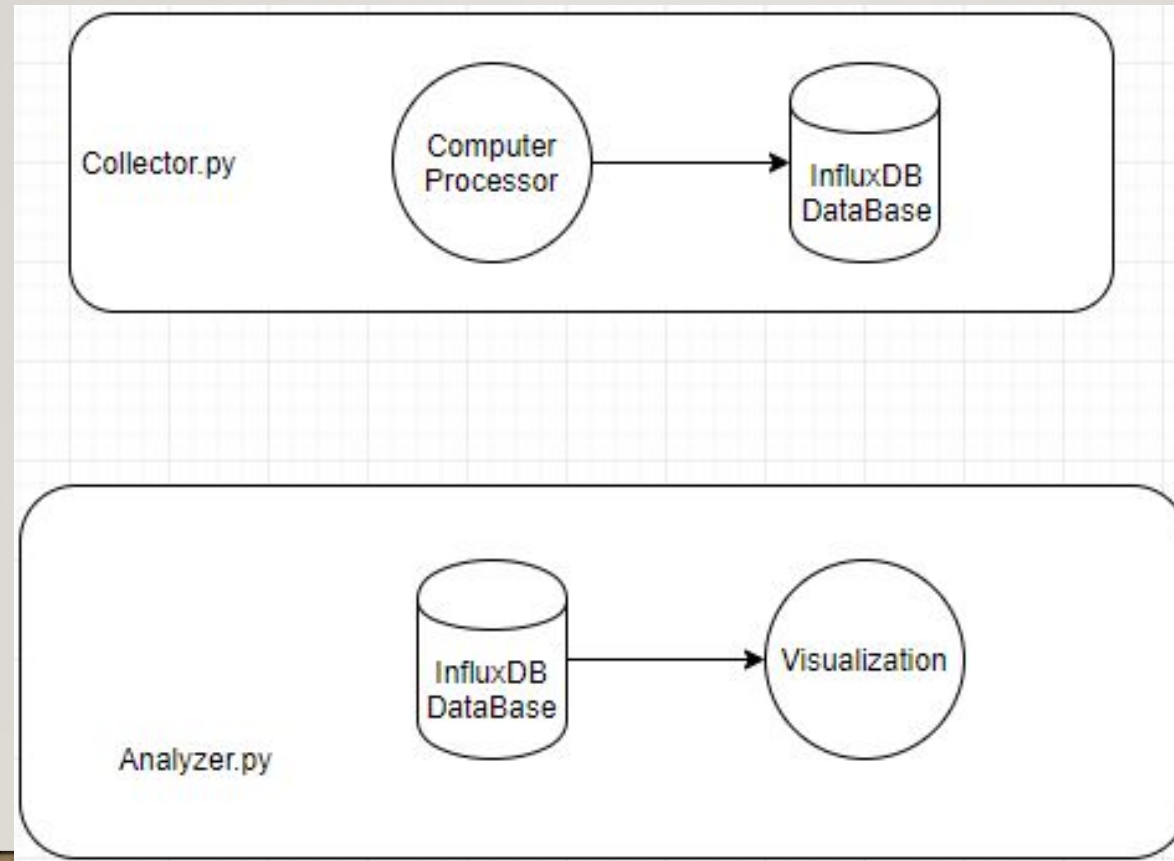 Collector.py
Computer
Processor
InfluxDB
DataBase
InfluxDB
DataBase
Visualization
Analyzer.py